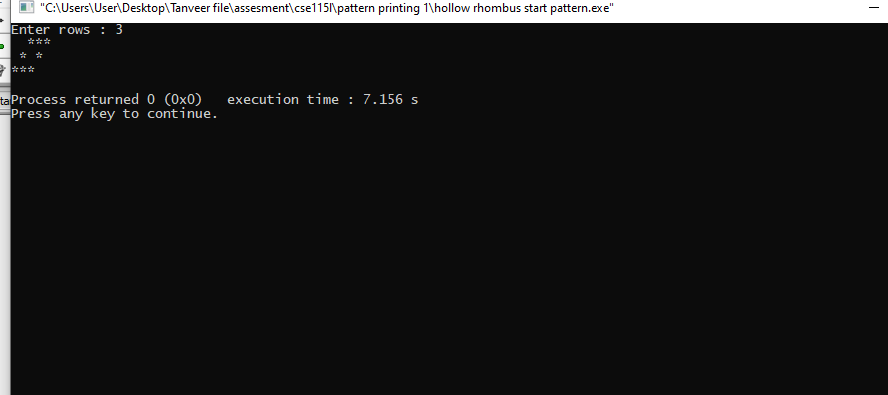 "C:\Users\User\Desktop\Tanveer file\assesment\cse115l\pattern printing 1\hollow rhombus start pattern.exe"
Enter rows : 3
  ***
 * *
***
Process returned 0 (0x0)   execution time : 7.156 s
Press any key to continue.